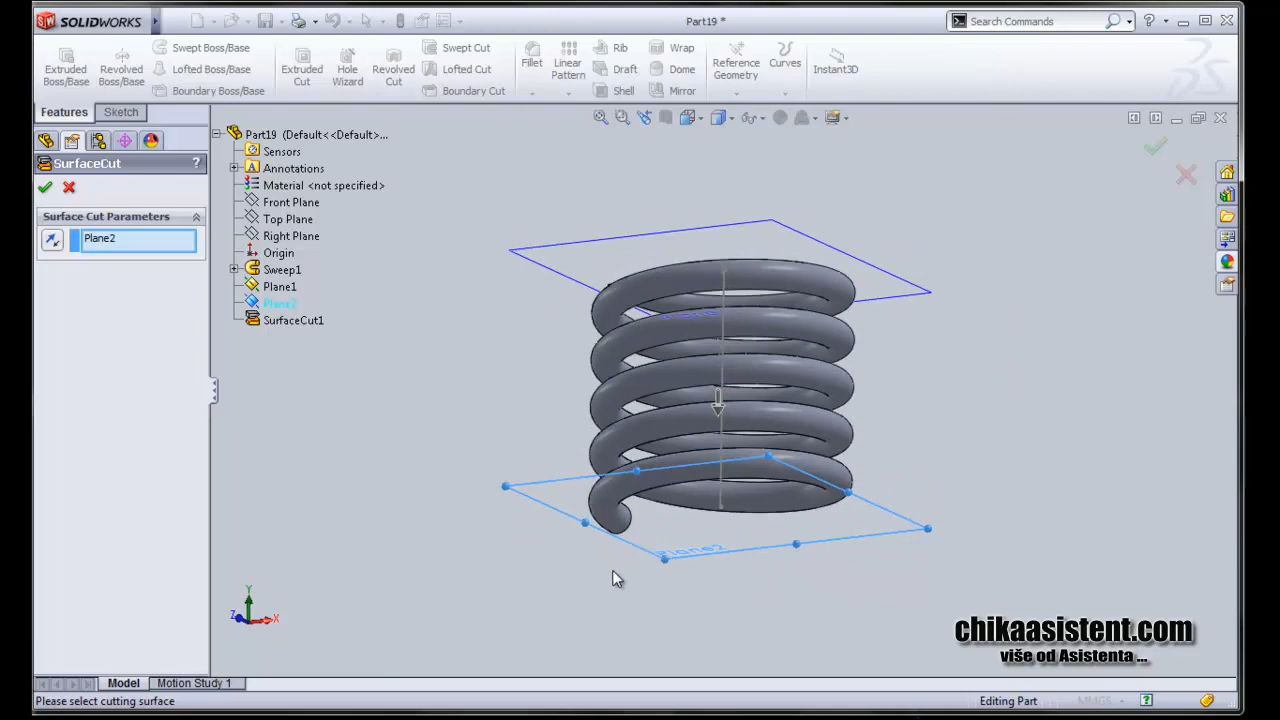 SOLIDWORKS
Part19 *
Search Commands
Extruded Boss/Base
Revolved Boss/Base
Swept Boss/Base
Lofted Boss/Base
Boundary Boss/Base
Extruded Cut
Hole Wizard
Revolved Cut
Swept Cut
Lofted Cut
Boundary Cut
Fillet
Linear Pattern
Rib
Draft
Shell
Wrap
Dome
Mirror
Reference Geometry
Curves
Instant3D
Features
Sketch
SurfaceCut
?
Surface Cut Parameters
Plane2
Part19 (Default<<Default>...
Sensors
Annotations
Material <not specified>
Front Plane
Top Plane
Right Plane
Origin
Sweep1
Plane1
Plane2
SurfaceCut1
Plane2
Y
Z
X
chikaasistent.com
više od Asistenta ...
Model
Motion Study 1
Please select cutting surface
Editing Part
MMGS